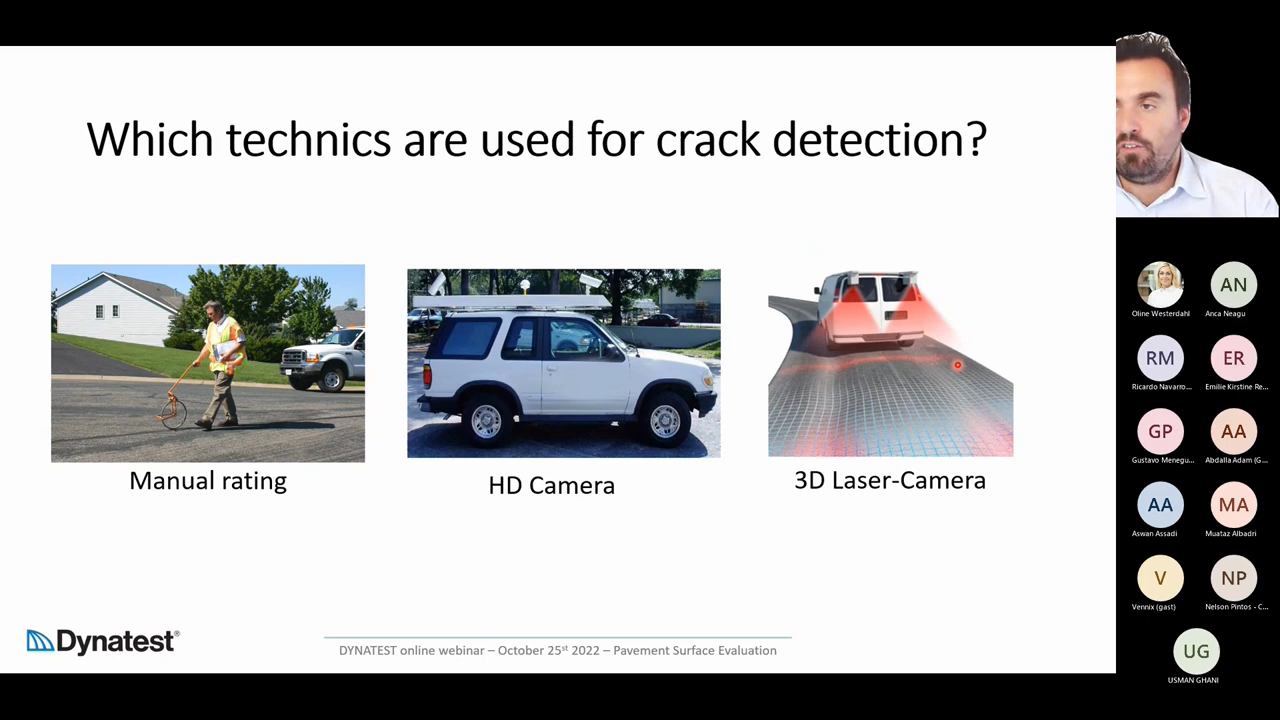 Which technics are used for crack detection?
Manual rating
HD Camera
3D Laser-Camera
Dynatest®
DYNATEST online webinar – October 25st 2022 – Pavement Surface Evaluation
Oline Westerdahl
AN
Anca Neagu
RM
Ricardo Navarro...
ER
Emilie Kirstine Re...
GP
Gustavo Menegu...
AA
Abdalla Adam (G...
AA
Aswan Assadi
MA
Muataz Albadri
V
Vennix (gast)
NP
Nelson Pintos - C...
UG
USMAN GHANI